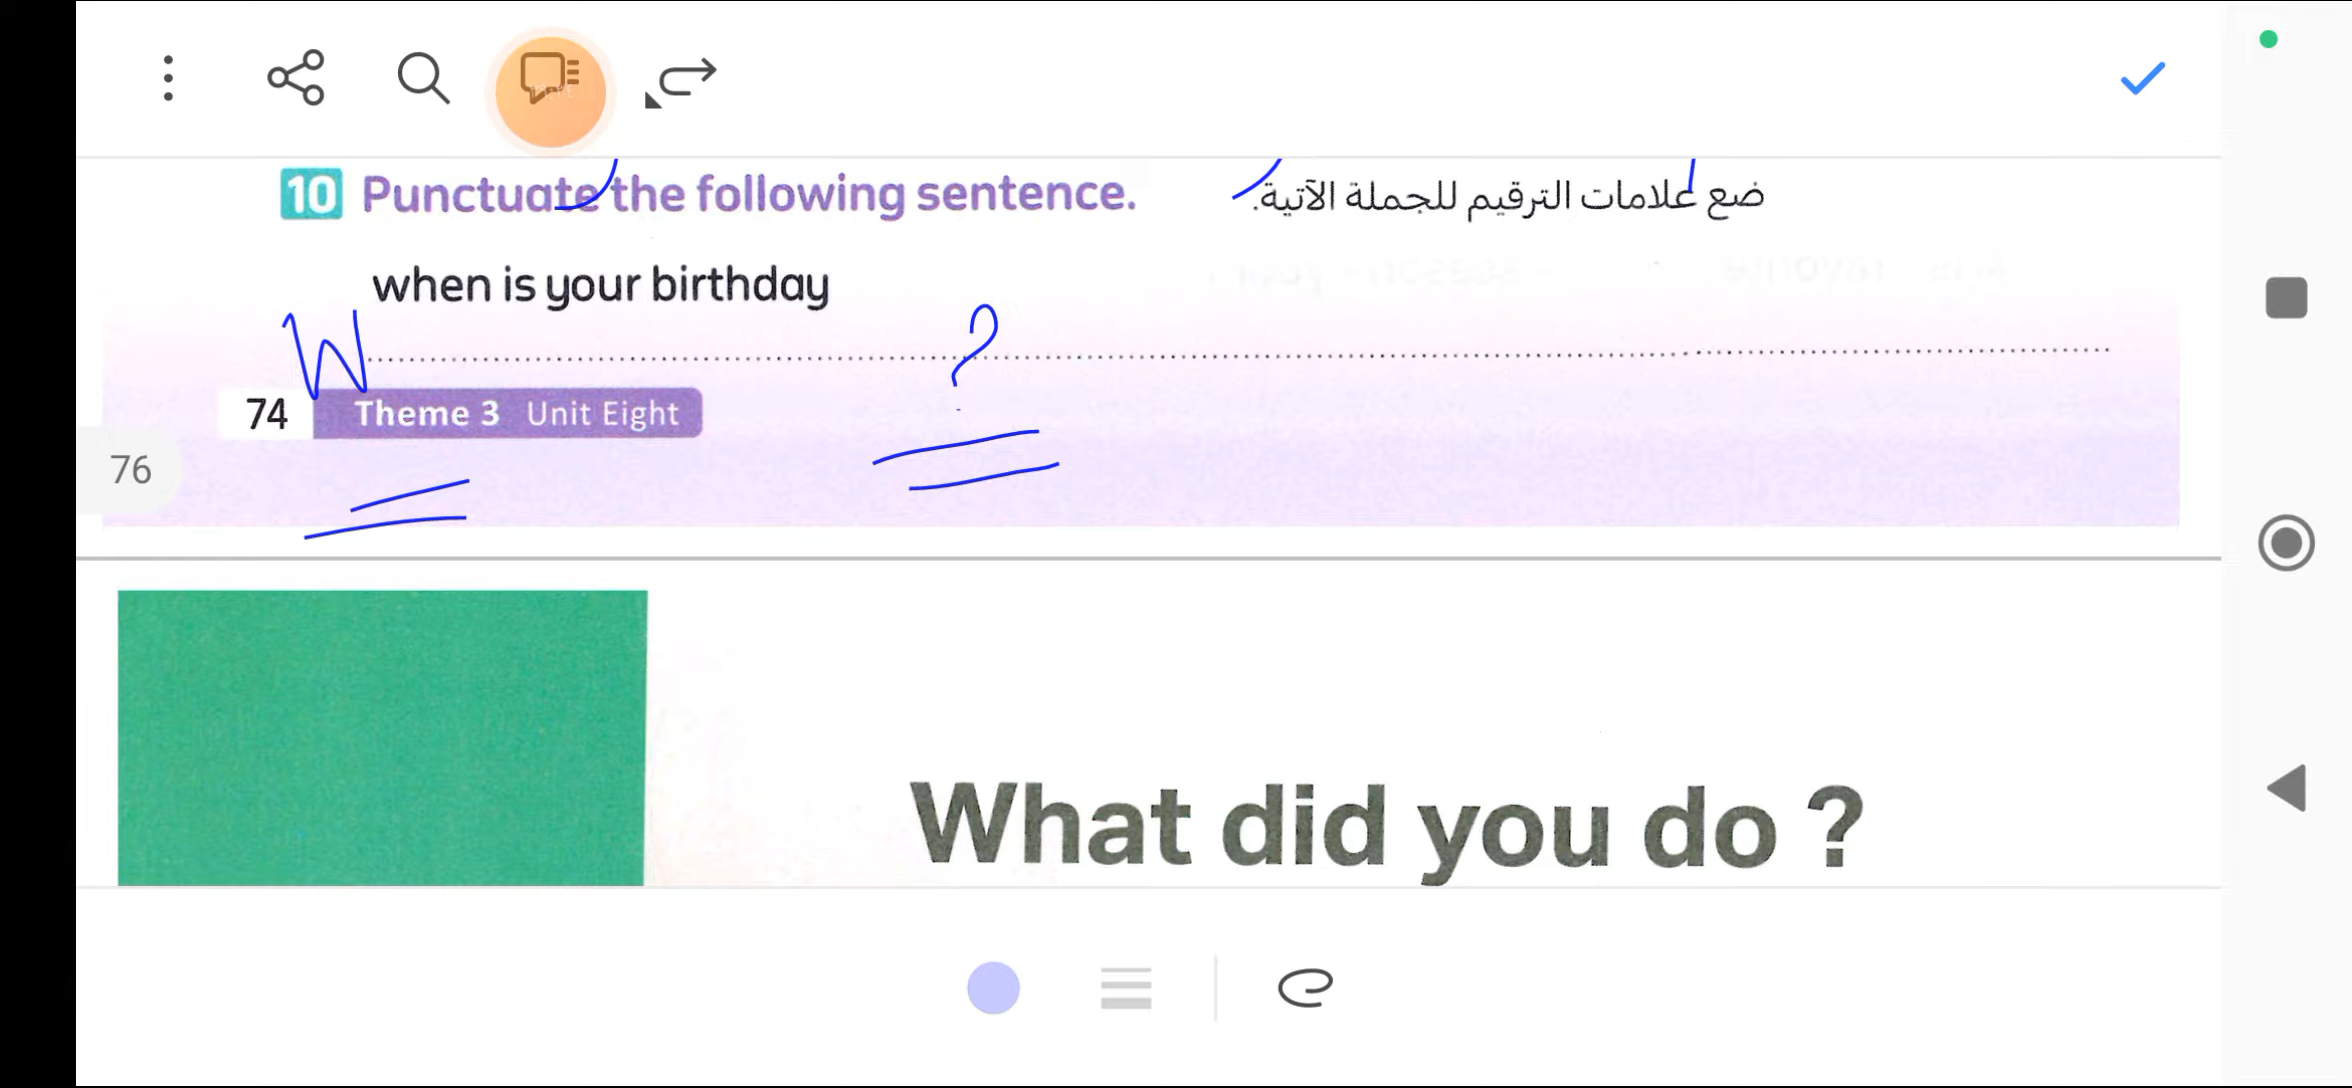 10 Punctuate the following sentence.
ضع علامات الترقيم للجملة الآتية.
when is your birthday
W ?
74 Theme 3 Unit Eight
76
What did you do ?